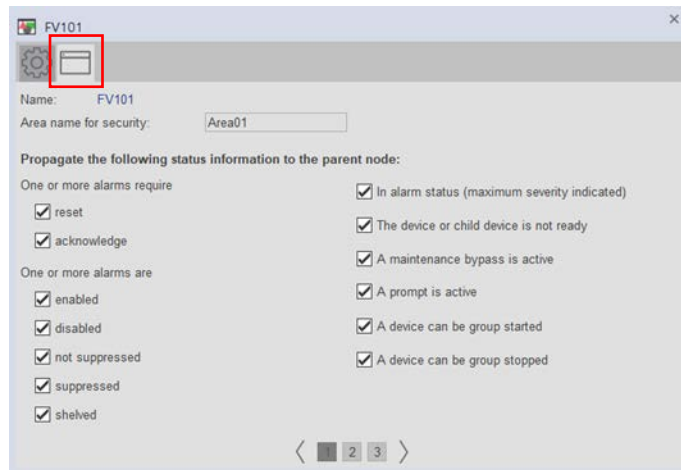 FV101
Name: FV101
Area name for security: Area01
Propagate the following status information to the parent node:
One or more alarms require
reset
acknowledge
One or more alarms are
enabled
disabled
not suppressed
suppressed
shelved
In alarm status (maximum severity indicated)
The device or child device is not ready
A maintenance bypass is active
A prompt is active
A device can be group started
A device can be group stopped
1 2 3